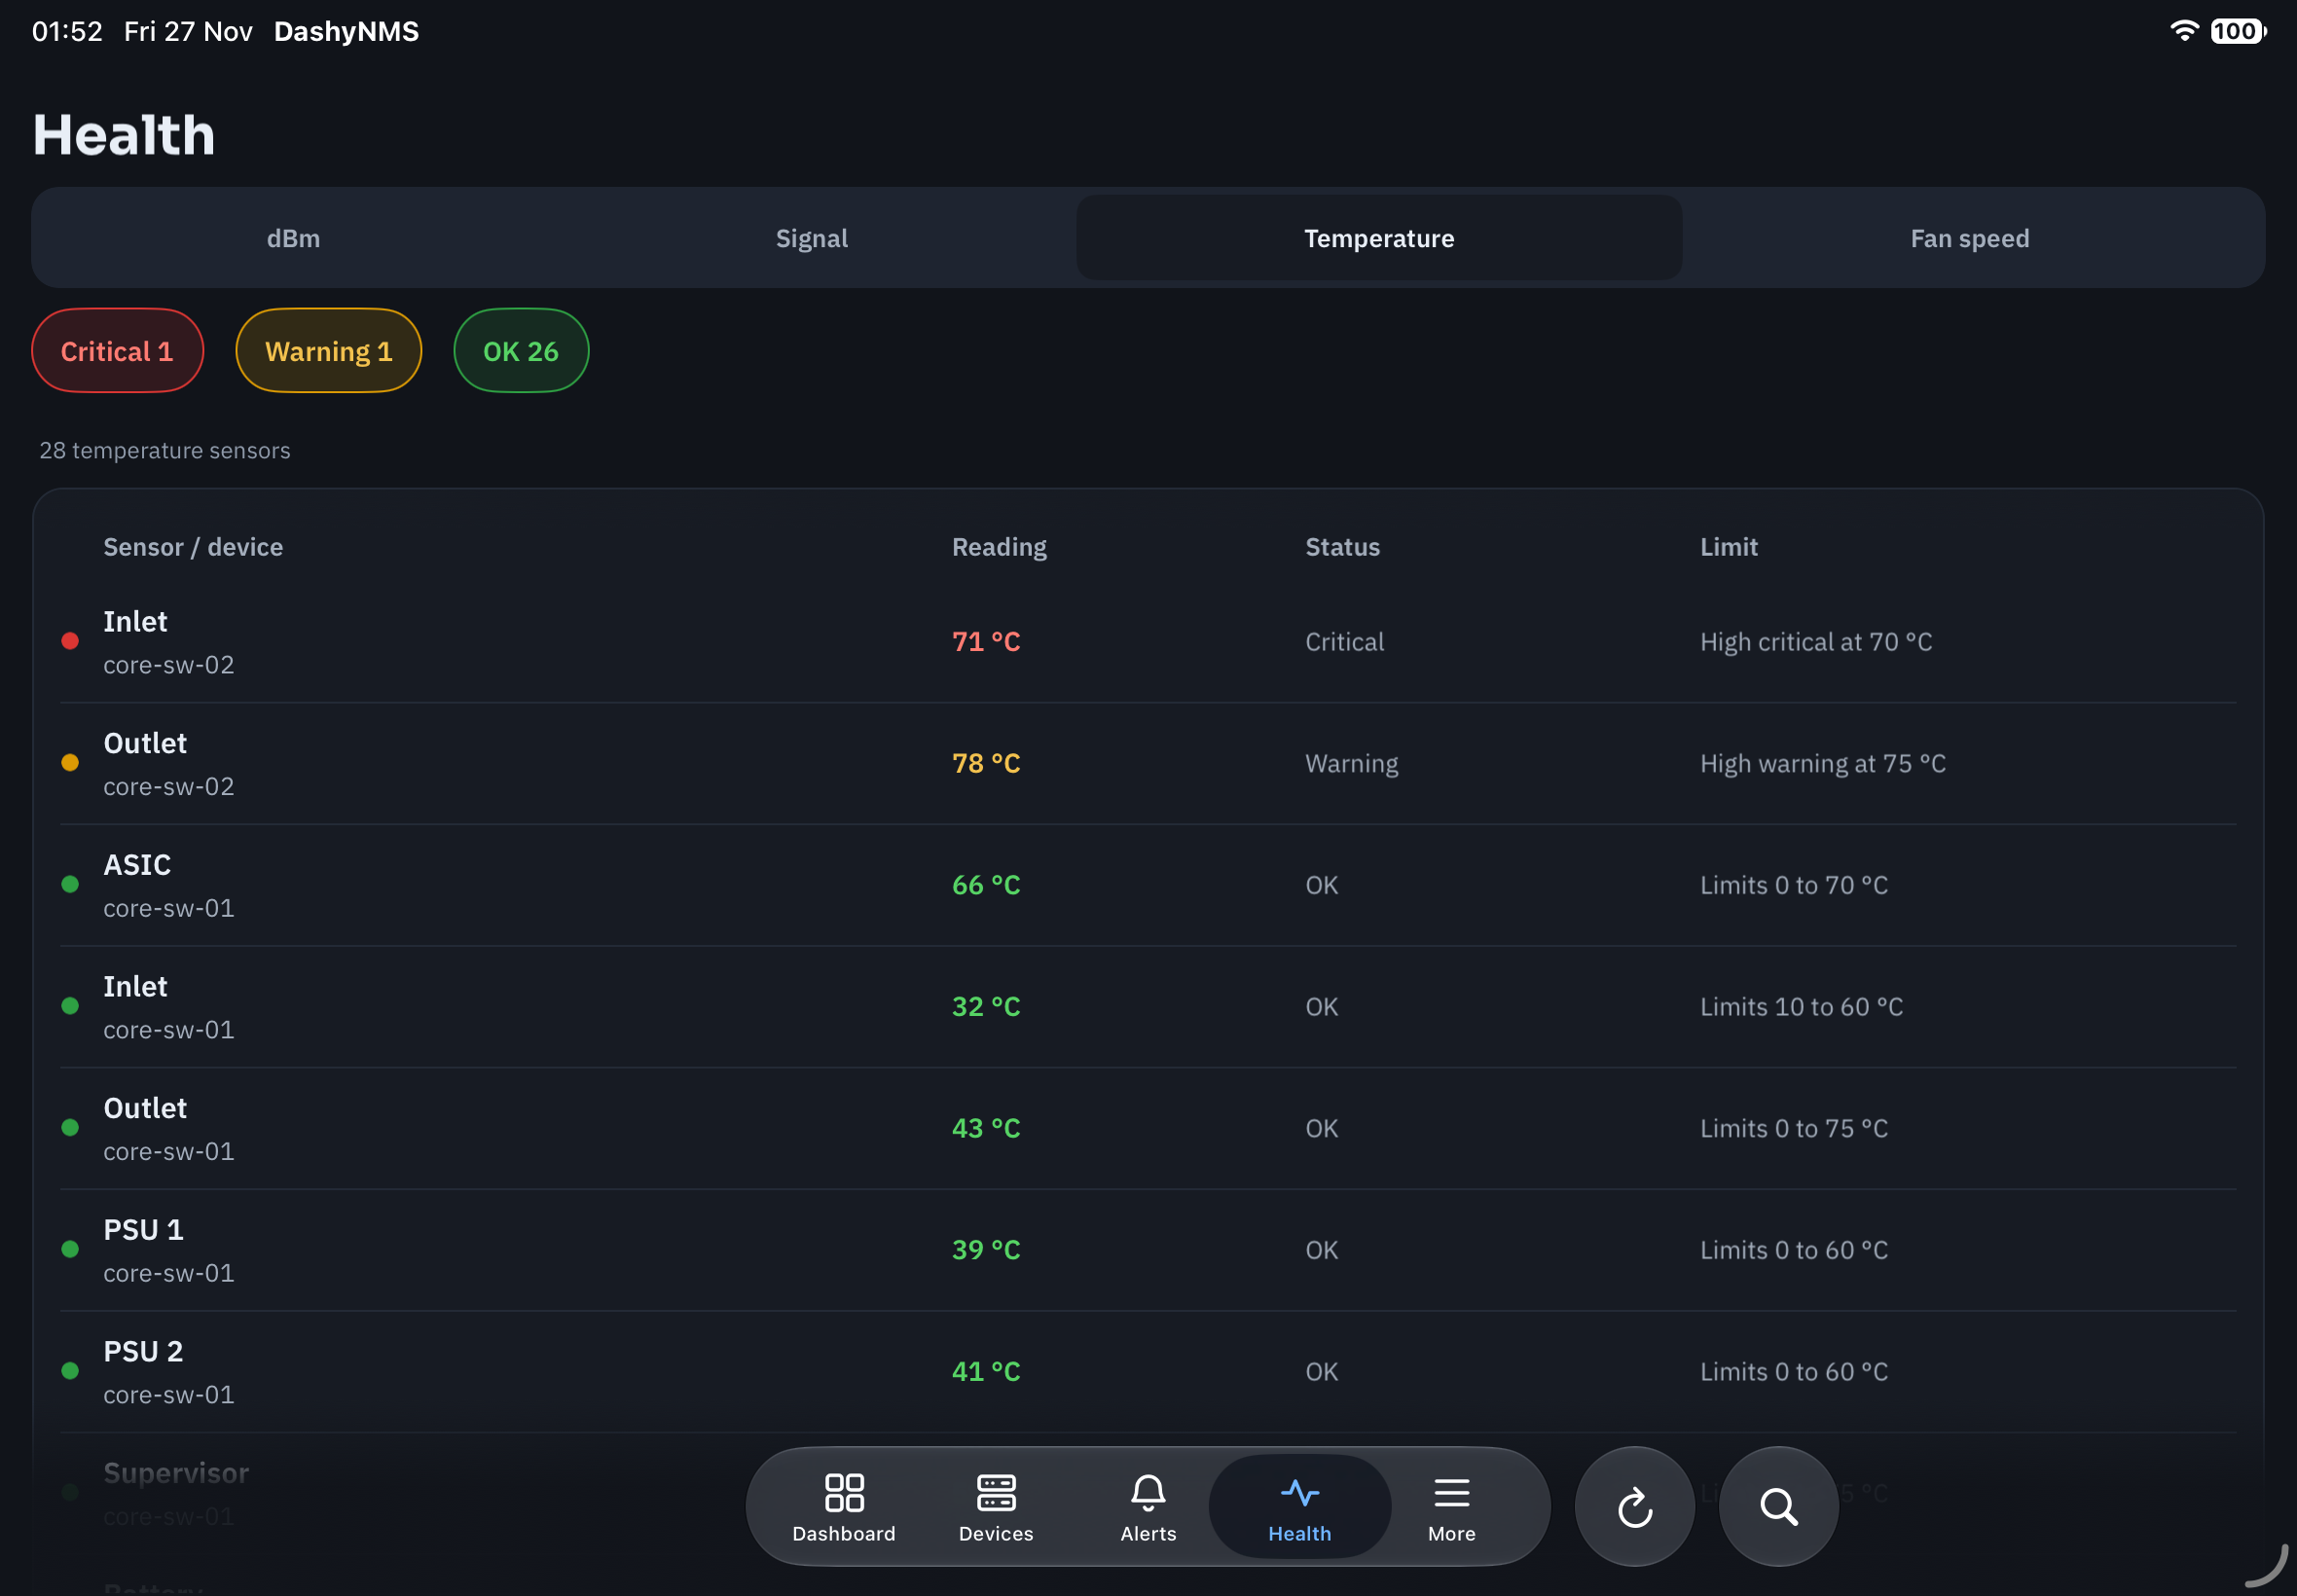 01:52 Fri 27 Nov DashyNMS 100
Health
dBm Signal Temperature Fan speed
Critical 1 Warning 1 OK 26
28 temperature sensors
Sensor / device Reading Status Limit
Inlet
core-sw-02
71 °C Critical High critical at 70 °C
Outlet
core-sw-02
78 °C Warning High warning at 75 °C
ASIC
core-sw-01
66 °C OK Limits 0 to 70 °C
Inlet
core-sw-01
32 °C OK Limits 10 to 60 °C
Outlet
core-sw-01
43 °C OK Limits 0 to 75 °C
PSU 1
core-sw-01
39 °C OK Limits 0 to 60 °C
PSU 2
core-sw-01
41 °C OK Limits 0 to 60 °C
Supervisor
core-sw-01
Dashboard Devices Alerts Health More